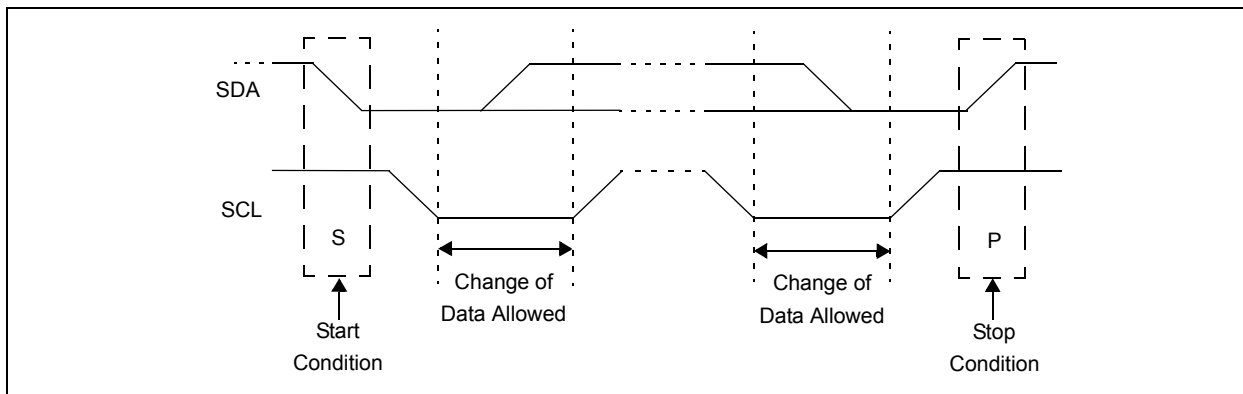 SDA
SCL
S
P
Change of
Data Allowed
Change of
Data Allowed
Start
Condition
Stop
Condition